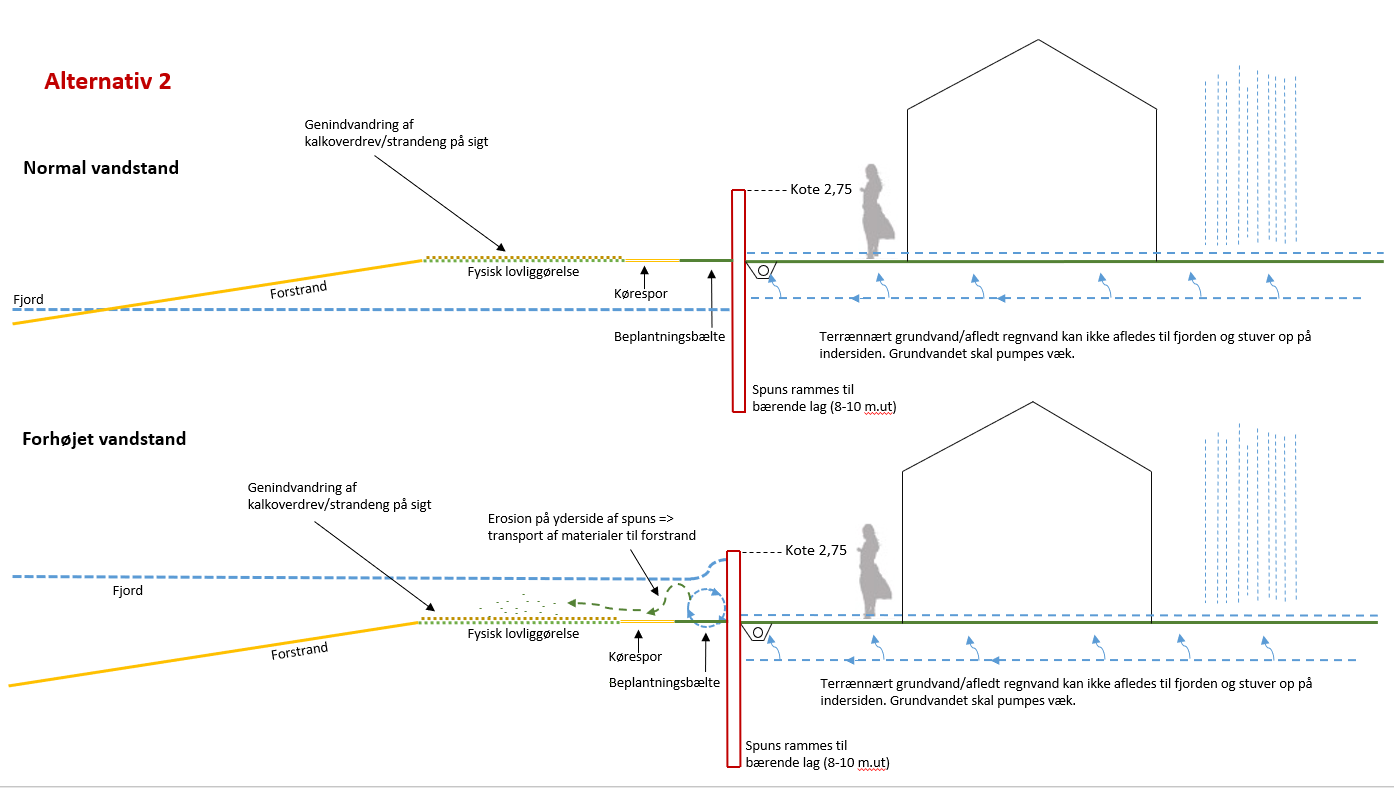 Alternativ 2
Genindvandring af
kalkoverdrev/strandeng på sigt
Normal vandstand
Kote 2,75
Fysisk lovliggørelse
Forstrand
Fjord
Kørespor
Beplantningsbælte
Terrænnært grundvand/afledt regnvand kan ikke afledes til fjorden og stuver op på
indersiden. Grundvandet skal pumpes væk.
Spuns rammes til
bærende lag (8-10 m.ut)
Forhøjet vandstand
Genindvandring af
kalkoverdrev/strandeng på sigt
Erosion på yderside af spuns =>
transport af materialer til forstrand
Kote 2,75
Fjord
Fysisk lovliggørelse
Forstrand
Kørespor
Beplantningsbælte
Terrænnært grundvand/afledt regnvand kan ikke afledes til fjorden og stuver op på
indersiden. Grundvandet skal pumpes væk.
Spuns rammes til
bærende lag (8-10 m.ut)